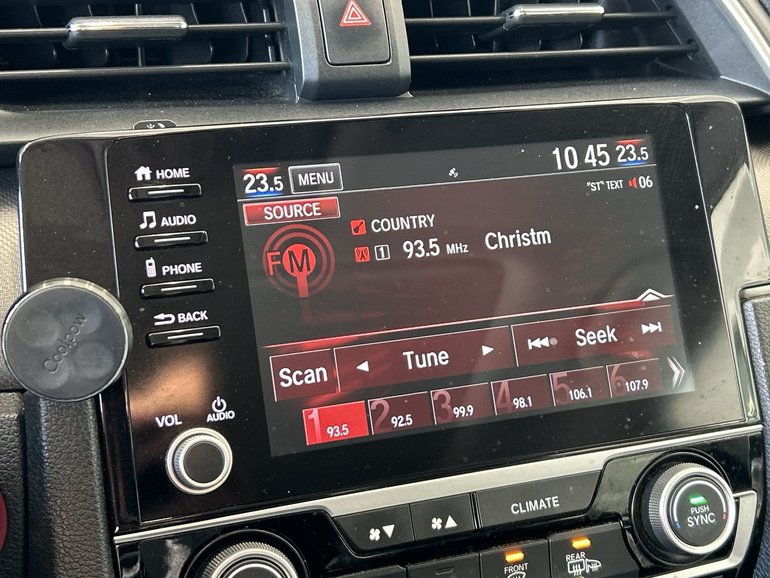 HOME
AUDIO
PHONE
BACK
VOL
AUDIO
Coolpow
23.5 MENU 10 45 23.5
SOURCE "ST" TEXT 06
COUNTRY
FM 1 93.5 MHz Christm
Scan Tune Seek
1 93.5 2 92.5 3 99.9 4 98.1 5 106.1 6 107.9
CLIMATE
PUSH
SYNC
FRONT
REAR